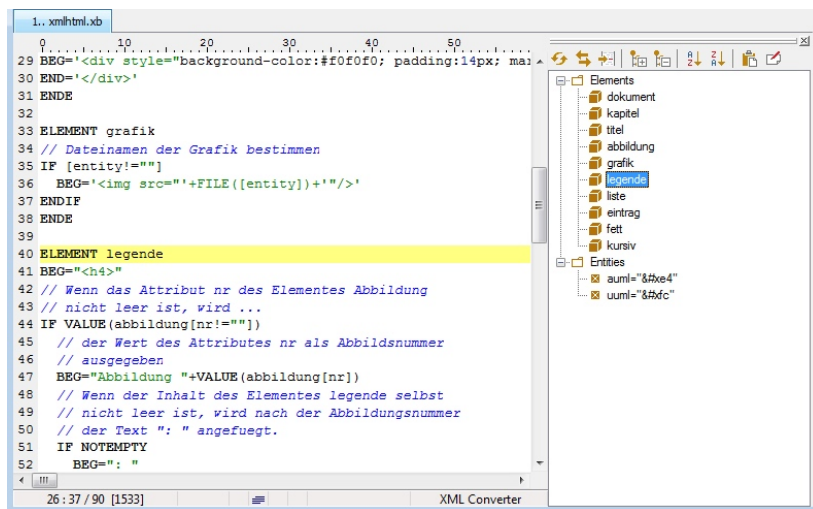 1.. xmlhtml.xb
0 10 20 30 40 50
29 BEG='<div style="background-color:#f0f0f0; padding:14px; mar
30 END='</div>'
31 ENDE
32
33 ELEMENT grafik
34 // Dateinamen der Grafik bestimmen
35 IF [entity!=""]
36 BEG='<img src="'+FILE([entity])+'"/>'
37 ENDIF
38 ENDE
39
40 ELEMENT legende
41 BEG="<h4>"
42 // Wenn das Attribut nr des Elementes Abbildung
43 // nicht leer ist, wird ...
44 IF VALUE(abbildung[nr!=""])
45 // der Wert des Attributes nr als Abbildsnummer
46 // ausgegeben
47 BEG="Abbildung "+VALUE(abbildung[nr])
48 // Wenn der Inhalt des Elementes legende selbst
49 // nicht leer ist, wird nach der Abbildungsnummer
50 // der Text ": " angefuegt.
51 IF NOTEMPTY
52 BEG=": "
26 : 37 / 90 [1533] XML Converter
Elements
dokument
kapitel
titel
abbildung
grafik
legende
liste
eintrag
fett
kursiv
Entities
auml="&#xe4"
uuml="&#xfc"